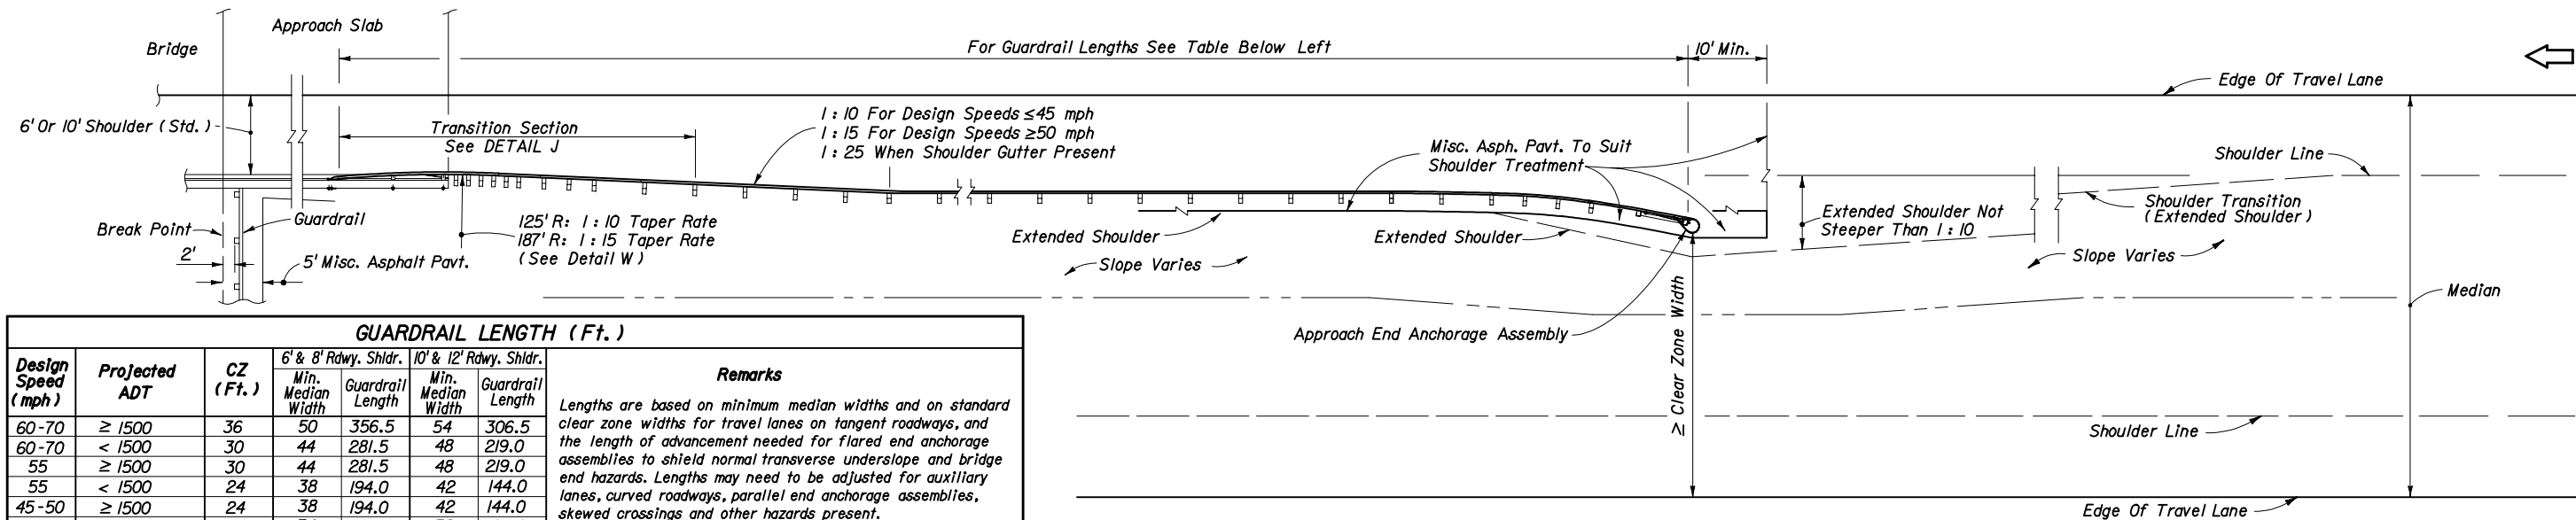 Approach Slab
Bridge
For Guardrail Lengths See Table Below Left
10' Min.
Edge Of Travel Lane
6' Or 10' Shoulder (Std.)
Transition Section
See DETAIL J
1:10 For Design Speeds ≤45 mph
1:15 For Design Speeds ≥50 mph
1:25 When Shoulder Gutter Present
Misc. Asph. Pavt. To Suit
Shoulder Treatment
Shoulder Line
Break Point
Guardrail
125' R: 1:10 Taper Rate
187' R: 1:15 Taper Rate
(See Detail W)
Extended Shoulder
Extended Shoulder
Extended Shoulder Not
Steeper Than 1:10
Shoulder Transition
(Extended Shoulder)
2'
5' Misc. Asphalt Pavt.
Slope Varies
Slope Varies
Median
Approach End Anchorage Assembly
≥ Clear Zone Width
Shoulder Line
Edge Of Travel Lane
GUARDRAIL LENGTH (Ft.)
Design Speed (mph) Projected ADT CZ (Ft.) 6' & 8' Rdwy. Shldr. 10' & 12' Rdwy. Shldr. Remarks
Min. Median Width Guardrail Length Min. Median Width Guardrail Length
60-70 ≥ 1500 36 50 356.5 54 306.5
60-70 < 1500 30 44 281.5 48 219.0
55 ≥ 1500 30 44 281.5 48 219.0
55 < 1500 24 38 194.0 42 144.0
45-50 ≥ 1500 24 38 194.0 42 144.0
Lengths are based on minimum median widths and on standard
clear zone widths for travel lanes on tangent roadways, and
the length of advancement needed for flared end anchorage
assemblies to shield normal transverse underslope and bridge
end hazards. Lengths may need to be adjusted for auxiliary
lanes, curved roadways, parallel end anchorage assemblies,
skewed crossings and other hazards present.